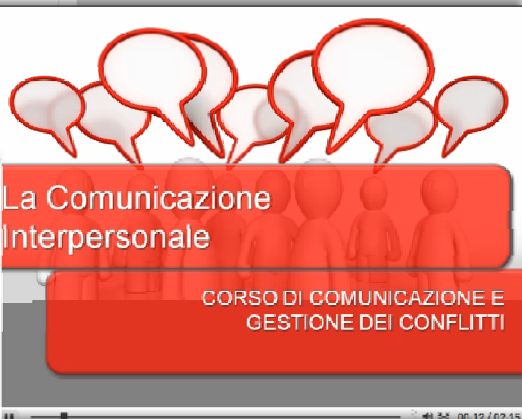 La Comunicazione
Interpersonale
CORSO DI COMUNICAZIONE E
GESTIONE DEI CONFLITTI
00:12 / 02:15